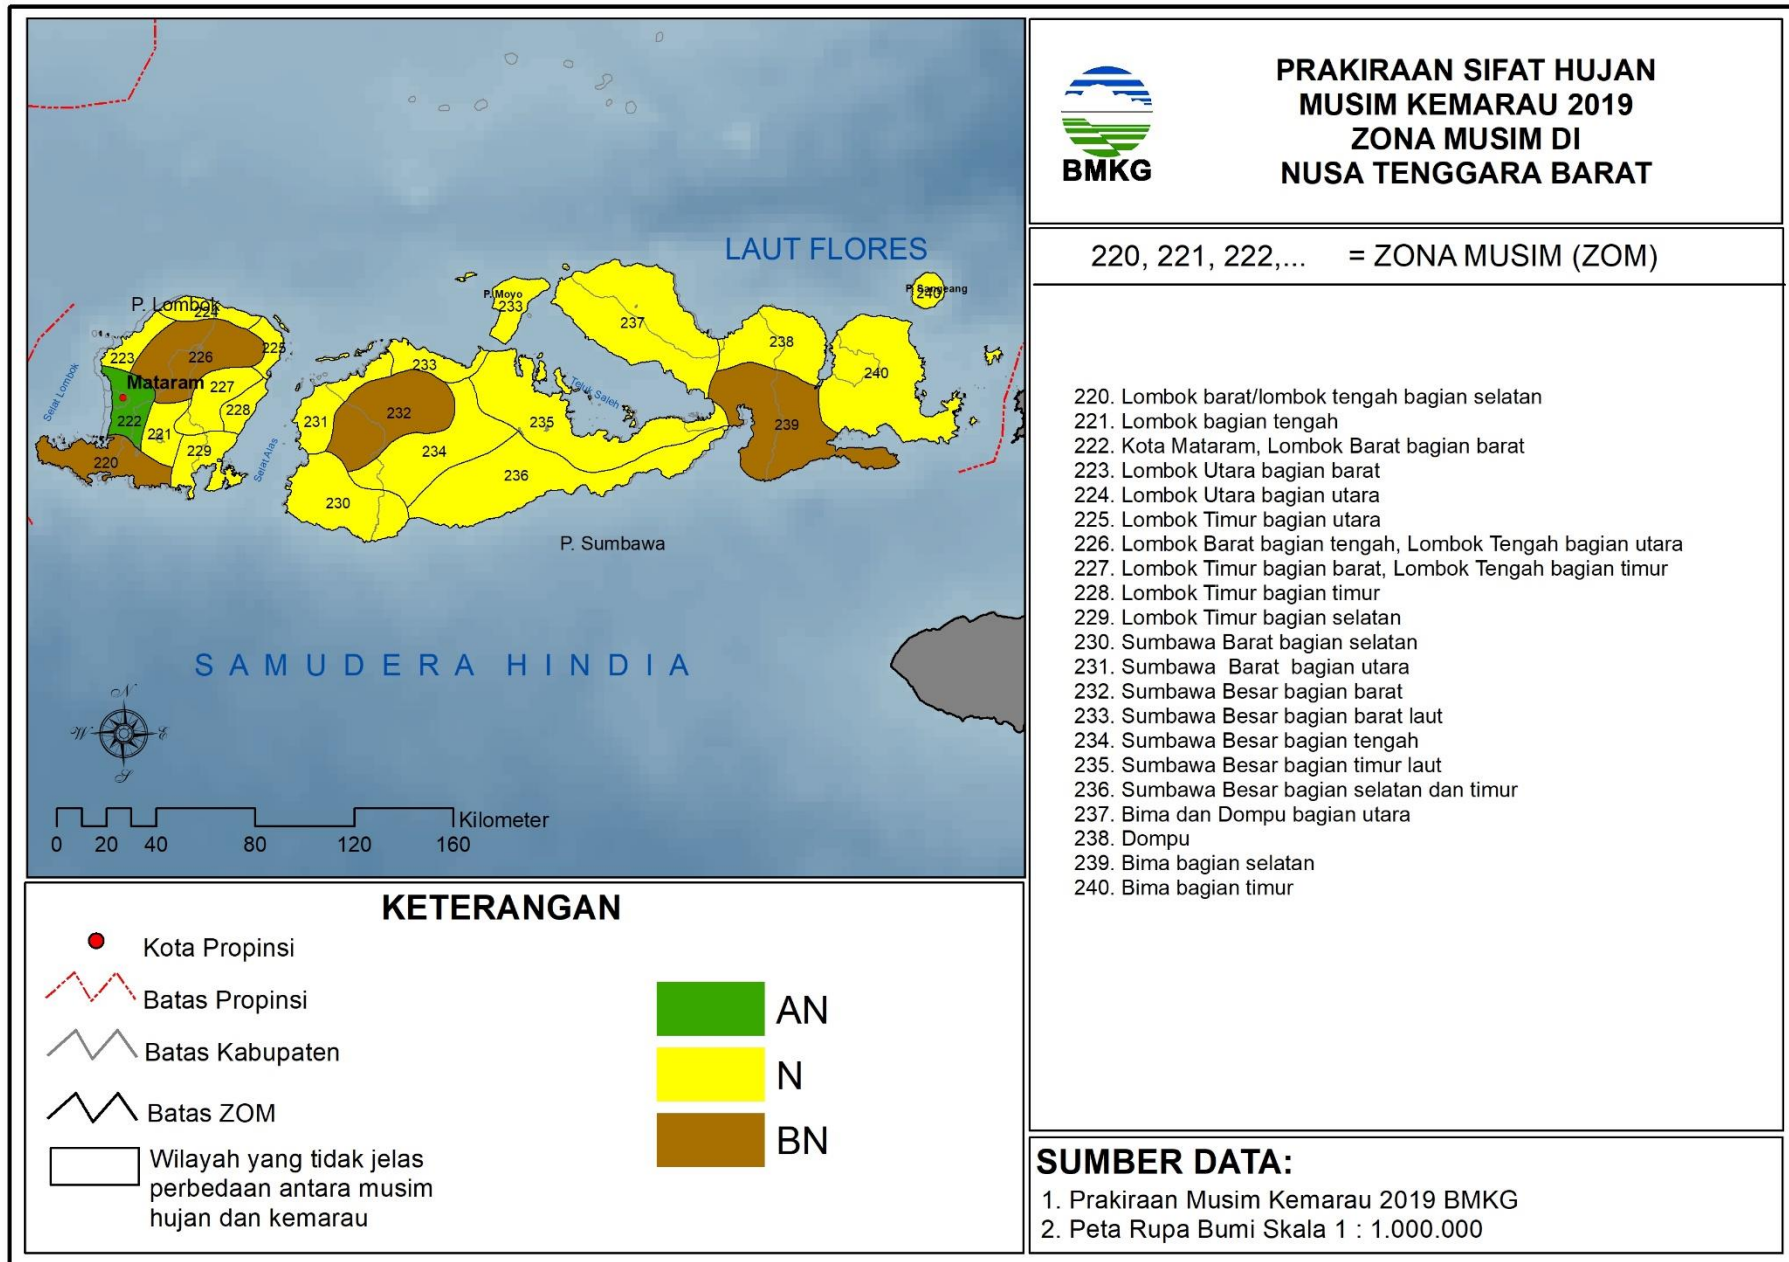 PRAKIRAAN SIFAT HUJAN
MUSIM KEMARAU 2019
ZONA MUSIM DI
NUSA TENGGARA BARAT
BMKG
220, 221, 222,... = ZONA MUSIM (ZOM)
220. Lombok barat/lombok tengah bagian selatan
221. Lombok bagian tengah
222. Kota Mataram, Lombok Barat bagian barat
223. Lombok Utara bagian barat
224. Lombok Utara bagian utara
225. Lombok Timur bagian utara
226. Lombok Barat bagian tengah, Lombok Tengah bagian utara
227. Lombok Timur bagian barat, Lombok Tengah bagian timur
228. Lombok Timur bagian timur
229. Lombok Timur bagian selatan
230. Sumbawa Barat bagian selatan
231. Sumbawa Barat bagian utara
232. Sumbawa Besar bagian barat
233. Sumbawa Besar bagian barat laut
234. Sumbawa Besar bagian tengah
235. Sumbawa Besar bagian timur laut
236. Sumbawa Besar bagian selatan dan timur
237. Bima dan Dompu bagian utara
238. Dompu
239. Bima bagian selatan
240. Bima bagian timur
SUMBER DATA:
1. Prakiraan Musim Kemarau 2019 BMKG
2. Peta Rupa Bumi Skala 1 : 1.000.000
LAUT FLORES
P. Sangeang
240
P. Moyo
233
P. Lombok
224
237
238
225
223
226
233
240
Mataram
227
Selat Lombok
Teluk Saleh
228
232
222
231
235
239
221
229
234
220
Selat Alas
236
230
P. Sumbawa
SAMUDERA HINDIA
N
W
E
S
Kilometer
0 20 40 80 120 160
KETERANGAN
Kota Propinsi
Batas Propinsi
Batas Kabupaten
Batas ZOM
Wilayah yang tidak jelas
perbedaan antara musim
hujan dan kemarau
AN
N
BN